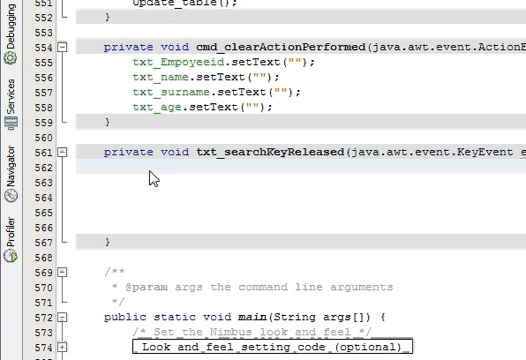 Debugging
Services
Navigator
Profiler
551 Update_table();
552 }
553
554 private void cmd_clearActionPerformed(java.awt.event.ActionE
555 txt_Empoyeeid.setText("");
556 txt_name.setText("");
557 txt_surname.setText("");
558 txt_age.setText("");
559 }
560
561 private void txt_searchKeyReleased(java.awt.event.KeyEvent e
562
563
564
565
566
567 }
568
569 /**
570 * @param args the command line arguments
571 */
572 public static void main(String args[]) {
573 /* Set the Nimbus look and feel */
574 Look and feel setting code (optional)